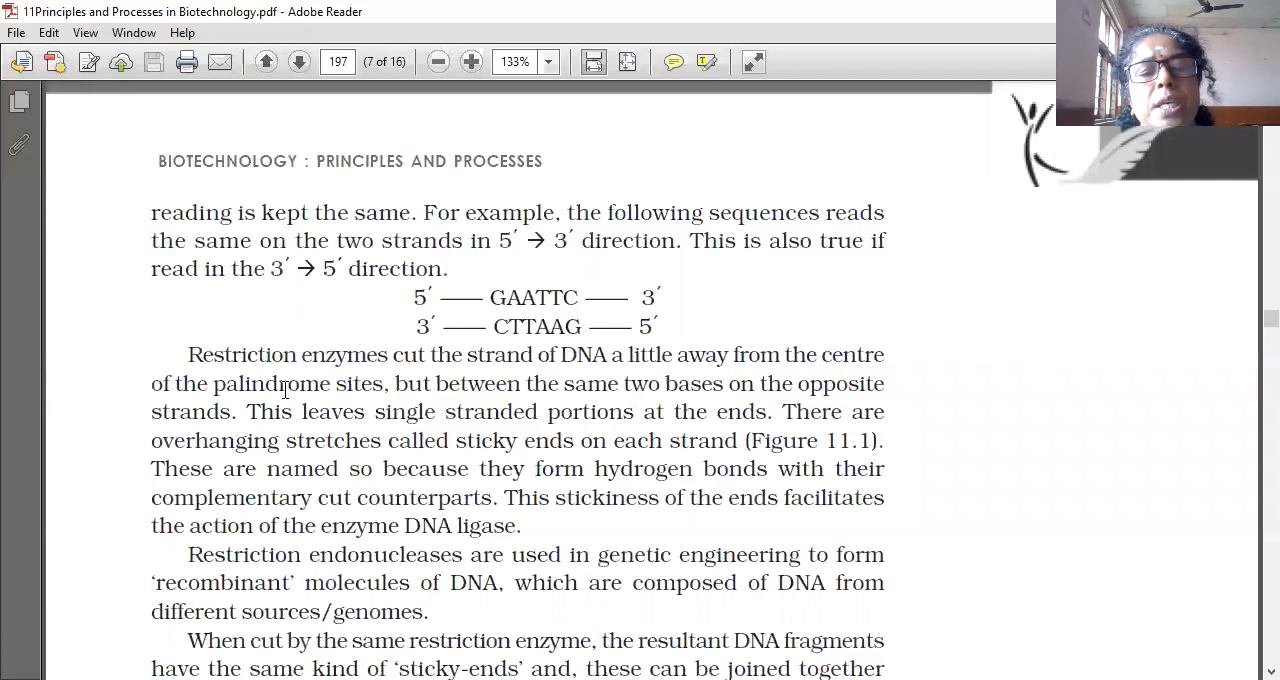 11Principles and Processes in Biotechnology.pdf - Adobe Reader
File Edit View Window Help
197 (7 of 16) 133%
BIOTECHNOLOGY : PRINCIPLES AND PROCESSES
reading is kept the same. For example, the following sequences reads
the same on the two strands in 5´ → 3´ direction. This is also true if
read in the 3´ → 5´ direction.
5´ —— GAATTC —— 3´
3´ —— CTTAAG —— 5´
Restriction enzymes cut the strand of DNA a little away from the centre
of the palindrome sites, but between the same two bases on the opposite
strands. This leaves single stranded portions at the ends. There are
overhanging stretches called sticky ends on each strand (Figure 11.1).
These are named so because they form hydrogen bonds with their
complementary cut counterparts. This stickiness of the ends facilitates
the action of the enzyme DNA ligase.
Restriction endonucleases are used in genetic engineering to form
‘recombinant’ molecules of DNA, which are composed of DNA from
different sources/genomes.
When cut by the same restriction enzyme, the resultant DNA fragments
have the same kind of ‘sticky-ends’ and, these can be joined together